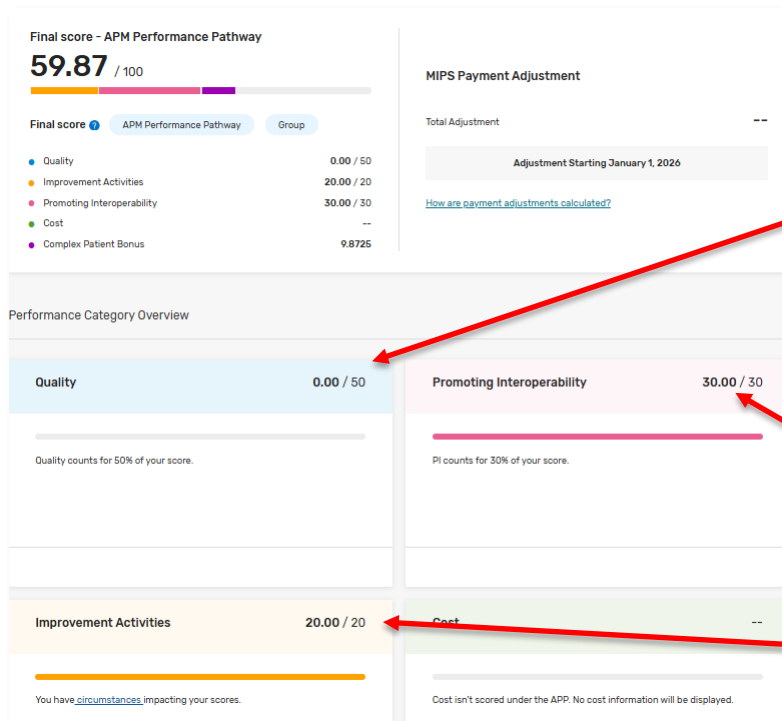 Final score - APM Performance Pathway
59.87 / 100
Final score ? APM Performance Pathway Group
Quality 0.00 / 50
Improvement Activities 20.00 / 20
Promoting Interoperability 30.00 / 30
Cost --
Complex Patient Bonus 9.8725
MIPS Payment Adjustment
Total Adjustment --
Adjustment Starting January 1, 2026
How are payment adjustments calculated?
Performance Category Overview
Quality 0.00 / 50
Quality counts for 50% of your score.
Promoting Interoperability 30.00 / 30
PI counts for 30% of your score.
Improvement Activities 20.00 / 20
You have circumstances impacting your scores.
Cost --
Cost isn't scored under the APP. No cost information will be displayed.